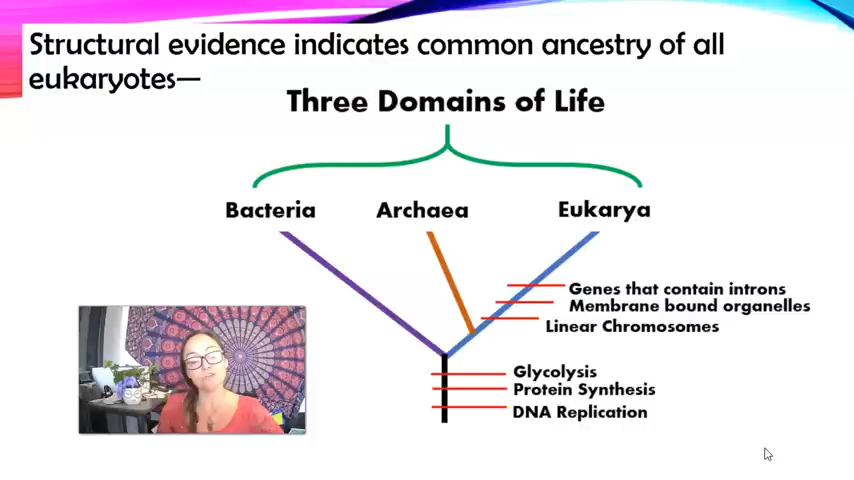 Structural evidence indicates common ancestry of all
eukaryotes—
Three Domains of Life
Bacteria Archaea Eukarya
Genes that contain introns
Membrane bound organelles
Linear Chromosomes
Glycolysis
Protein Synthesis
DNA Replication